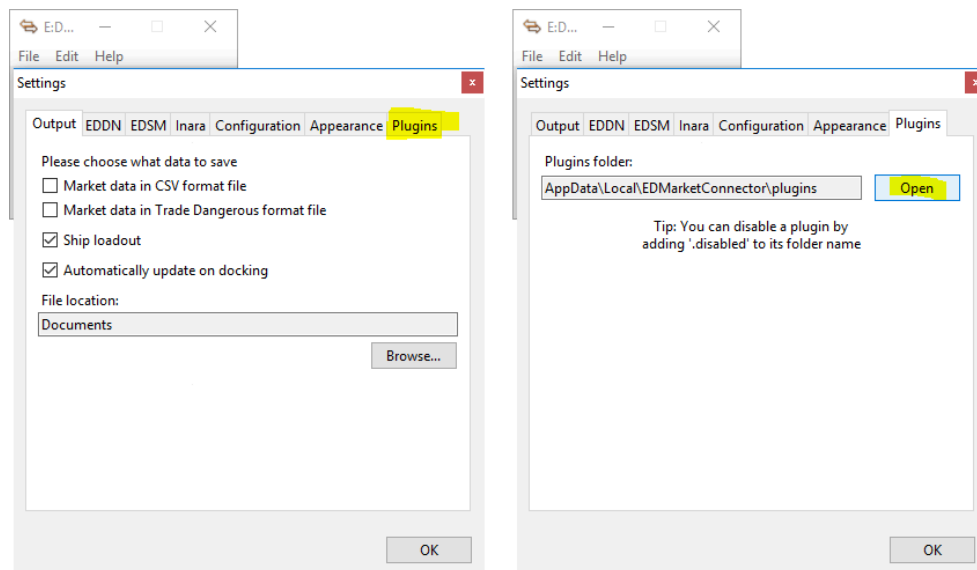 E:D...
File Edit Help
Settings
Output EDDN EDSM Inara Configuration Appearance Plugins
Please choose what data to save
Market data in CSV format file
Market data in Trade Dangerous format file
Ship loadout
Automatically update on docking
File location:
Documents
Browse...
OK
E:D...
File Edit Help
Settings
Output EDDN EDSM Inara Configuration Appearance Plugins
Plugins folder:
AppData\Local\EDMarketConnector\plugins Open
Tip: You can disable a plugin by
adding '.disabled' to its folder name
OK